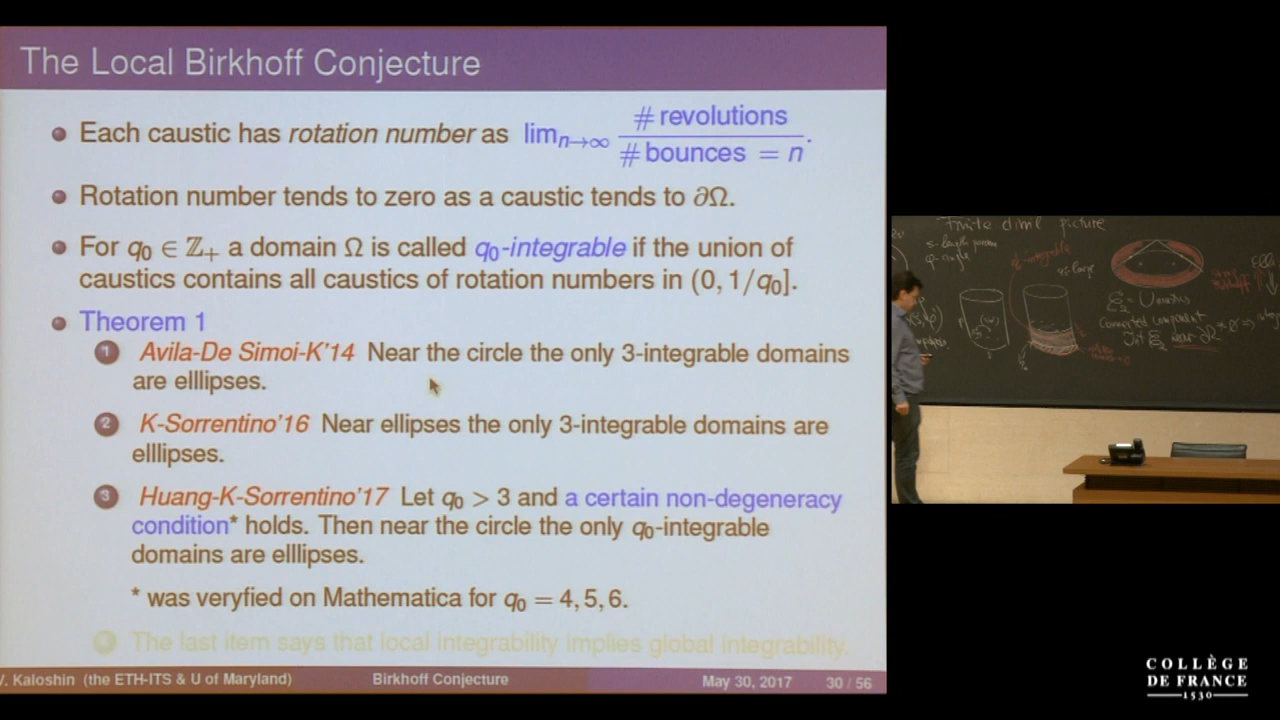 The Local Birkhoff Conjecture
Each caustic has rotation number as lim n→∞ # revolutions / # bounces = n .
Rotation number tends to zero as a caustic tends to ∂Ω.
For q₀ ∈ ℤ₊ a domain Ω is called q₀-integrable if the union of
caustics contains all caustics of rotation numbers in (0, 1/q₀].
Theorem 1
1 Avila-De Simoi-K'14 Near the circle the only 3-integrable domains
are elllipses.
2 K-Sorrentino'16 Near ellipses the only 3-integrable domains are
elllipses.
3 Huang-K-Sorrentino'17 Let q₀ > 3 and a certain non-degeneracy
condition* holds. Then near the circle the only q₀-integrable
domains are elllipses.
* was veryfied on Mathematica for q₀ = 4, 5, 6.
The last item says that local integrability implies global integrability.
V. Kaloshin (the ETH-ITS & U of Maryland) Birkhoff Conjecture May 30, 2017 30 / 56
Finite dim'l picture
φ-angle
q-integrable
Connected component
COLLÈGE
DE FRANCE
1530